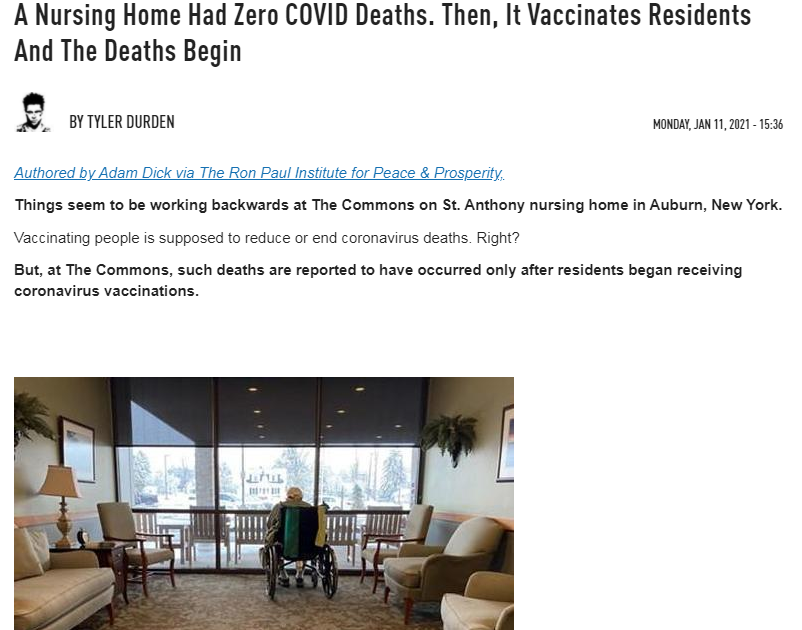 A Nursing Home Had Zero COVID Deaths. Then, It Vaccinates Residents
And The Deaths Begin
BY TYLER DURDEN
MONDAY, JAN 11, 2021 - 15:36
Authored by Adam Dick via The Ron Paul Institute for Peace & Prosperity,
Things seem to be working backwards at The Commons on St. Anthony nursing home in Auburn, New York.
Vaccinating people is supposed to reduce or end coronavirus deaths. Right?
But, at The Commons, such deaths are reported to have occurred only after residents began receiving
coronavirus vaccinations.